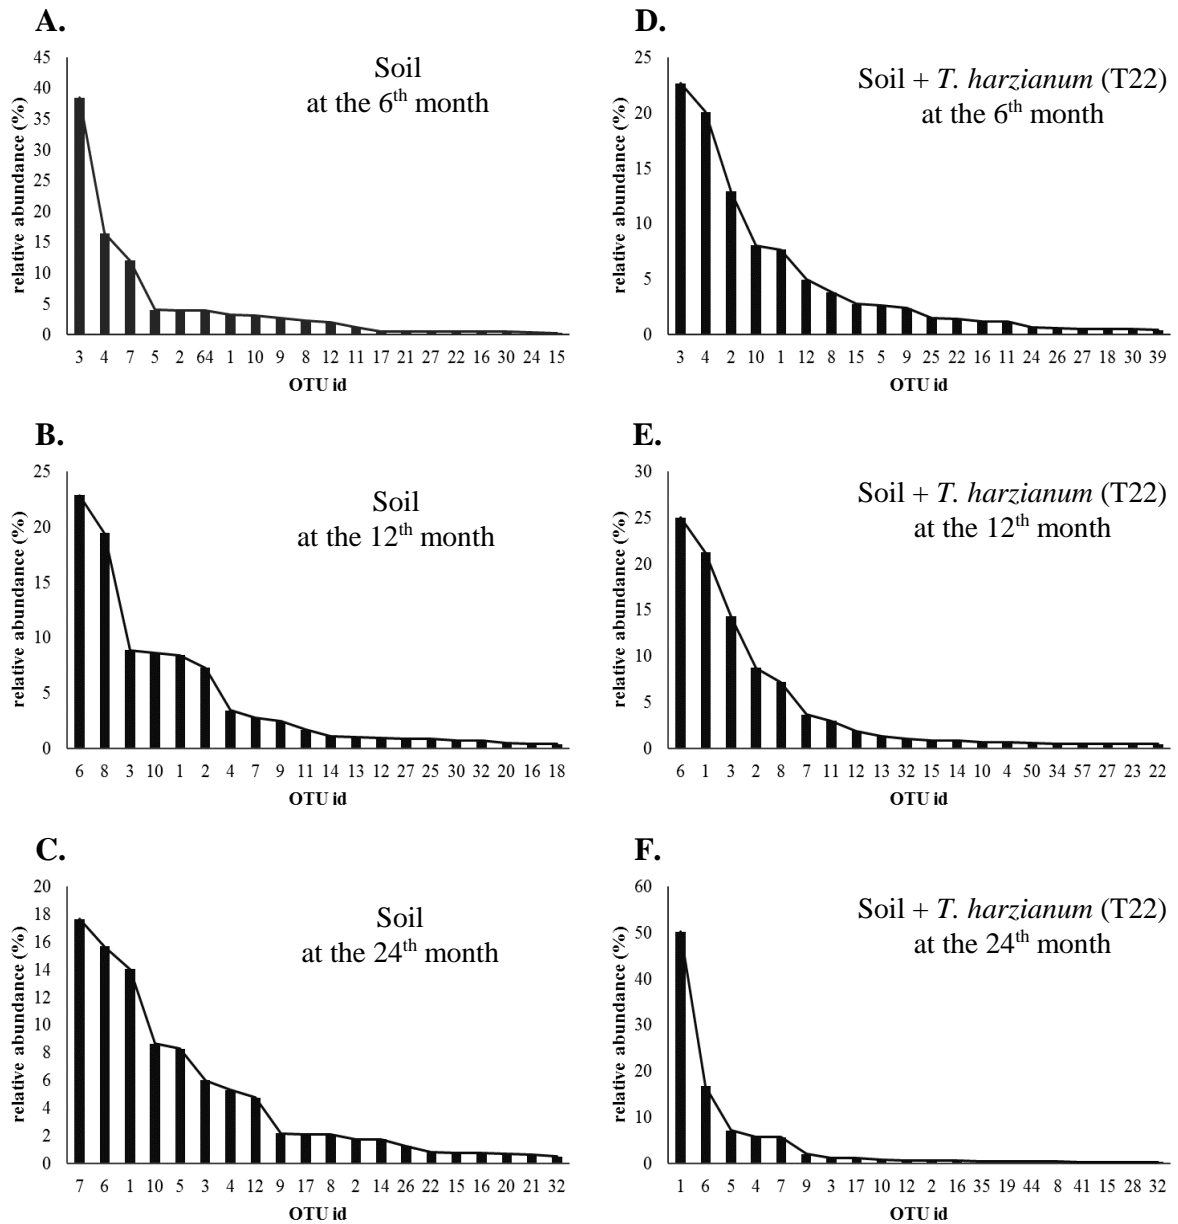 A.
Soil
at the 6th month
relative abundance (%)
45
40
35
30
25
20
15
10
5
0
3 4 7 5 2 64 1 10 9 8 12 11 17 21 27 22 16 30 24 15
OTU id
D.
Soil + T. harzianum (T22)
at the 6th month
relative abundance (%)
25
20
15
10
5
0
3 4 2 10 1 12 8 15 5 9 25 22 16 11 24 26 27 18 30 39
OTU id
B.
Soil
at the 12th month
relative abundance (%)
25
20
15
10
5
0
6 8 3 10 1 2 4 7 9 11 14 13 12 27 25 30 32 20 16 18
OTU id
E.
Soil + T. harzianum (T22)
at the 12th month
relative abundance (%)
30
25
20
15
10
5
0
6 1 3 2 8 7 11 12 13 32 15 14 10 4 50 34 57 27 23 22
OTU id
C.
Soil
at the 24th month
relative abundance (%)
20
18
16
14
12
10
8
6
4
2
0
7 6 1 10 5 3 4 12 9 17 8 2 14 26 22 15 16 20 21 32
OTU id
F.
Soil + T. harzianum (T22)
at the 24th month
relative abundance (%)
60
50
40
30
20
10
0
1 6 5 4 7 9 3 17 10 12 2 16 35 19 44 8 41 15 28 32
OTU id